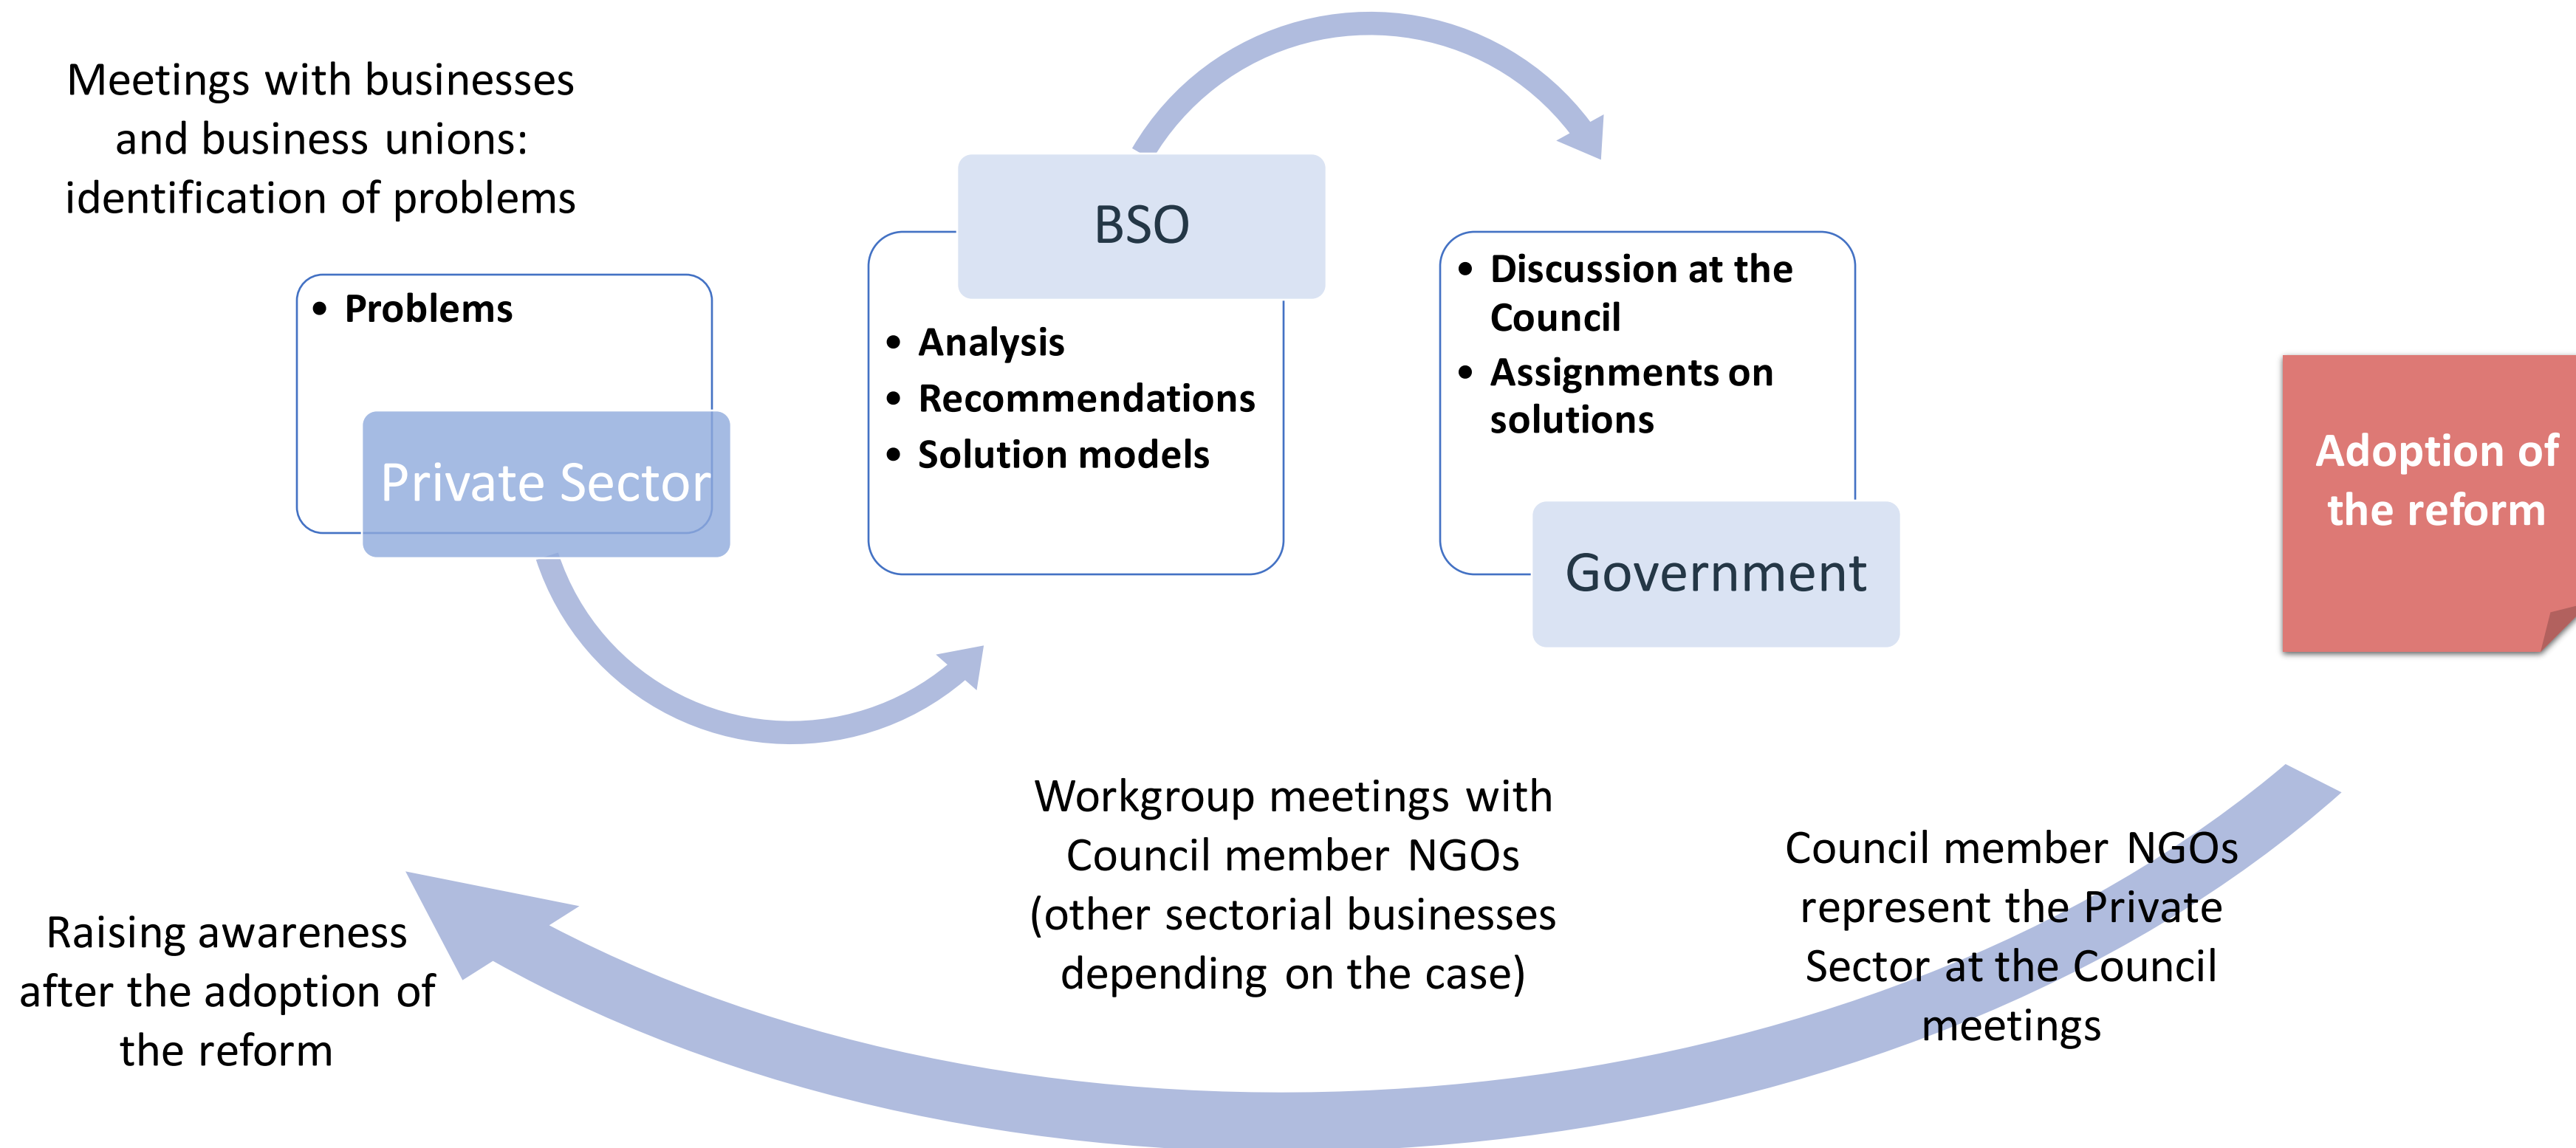 Meetings with businesses
and business unions:
identification of problems
• Problems
Private Sector
BSO
• Analysis
• Recommendations
• Solution models
• Discussion at the
Council
• Assignments on
solutions
Government
Adoption of
the reform
Workgroup meetings with
Council member NGOs
(other sectorial businesses
depending on the case)
Council member NGOs
represent the Private
Sector at the Council
meetings
Raising awareness
after the adoption of
the reform